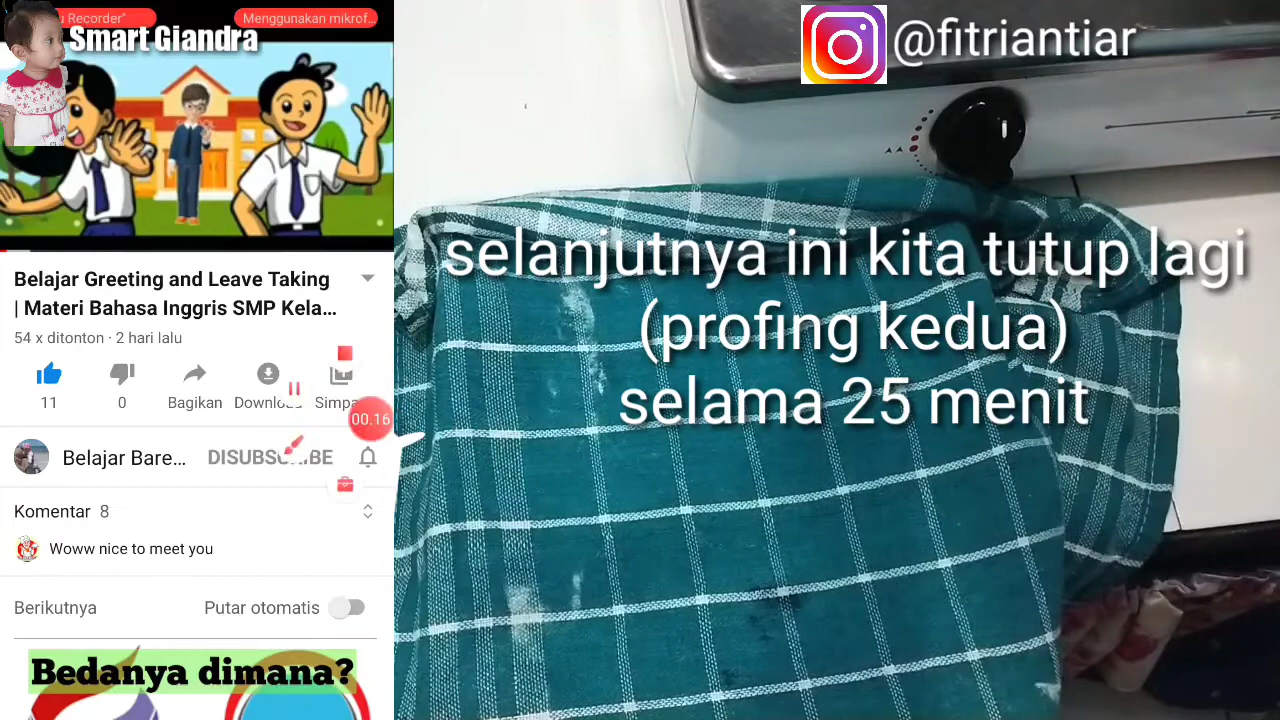 u Recorder"
Menggunakan mikrof...
Smart Giandra
Belajar Greeting and Leave Taking
| Materi Bahasa Inggris SMP Kela...
54 x ditonton · 2 hari lalu
11
0
Bagikan
Download
Simpa
00.16
Belajar Bare...
DISUBSCRIBE
Komentar 8
Woww nice to meet you
Berikutnya
Putar otomatis
Bedanya dimana?
@fitriantiar
selanjutnya ini kita tutup lagi
(profing kedua)
selama 25 menit